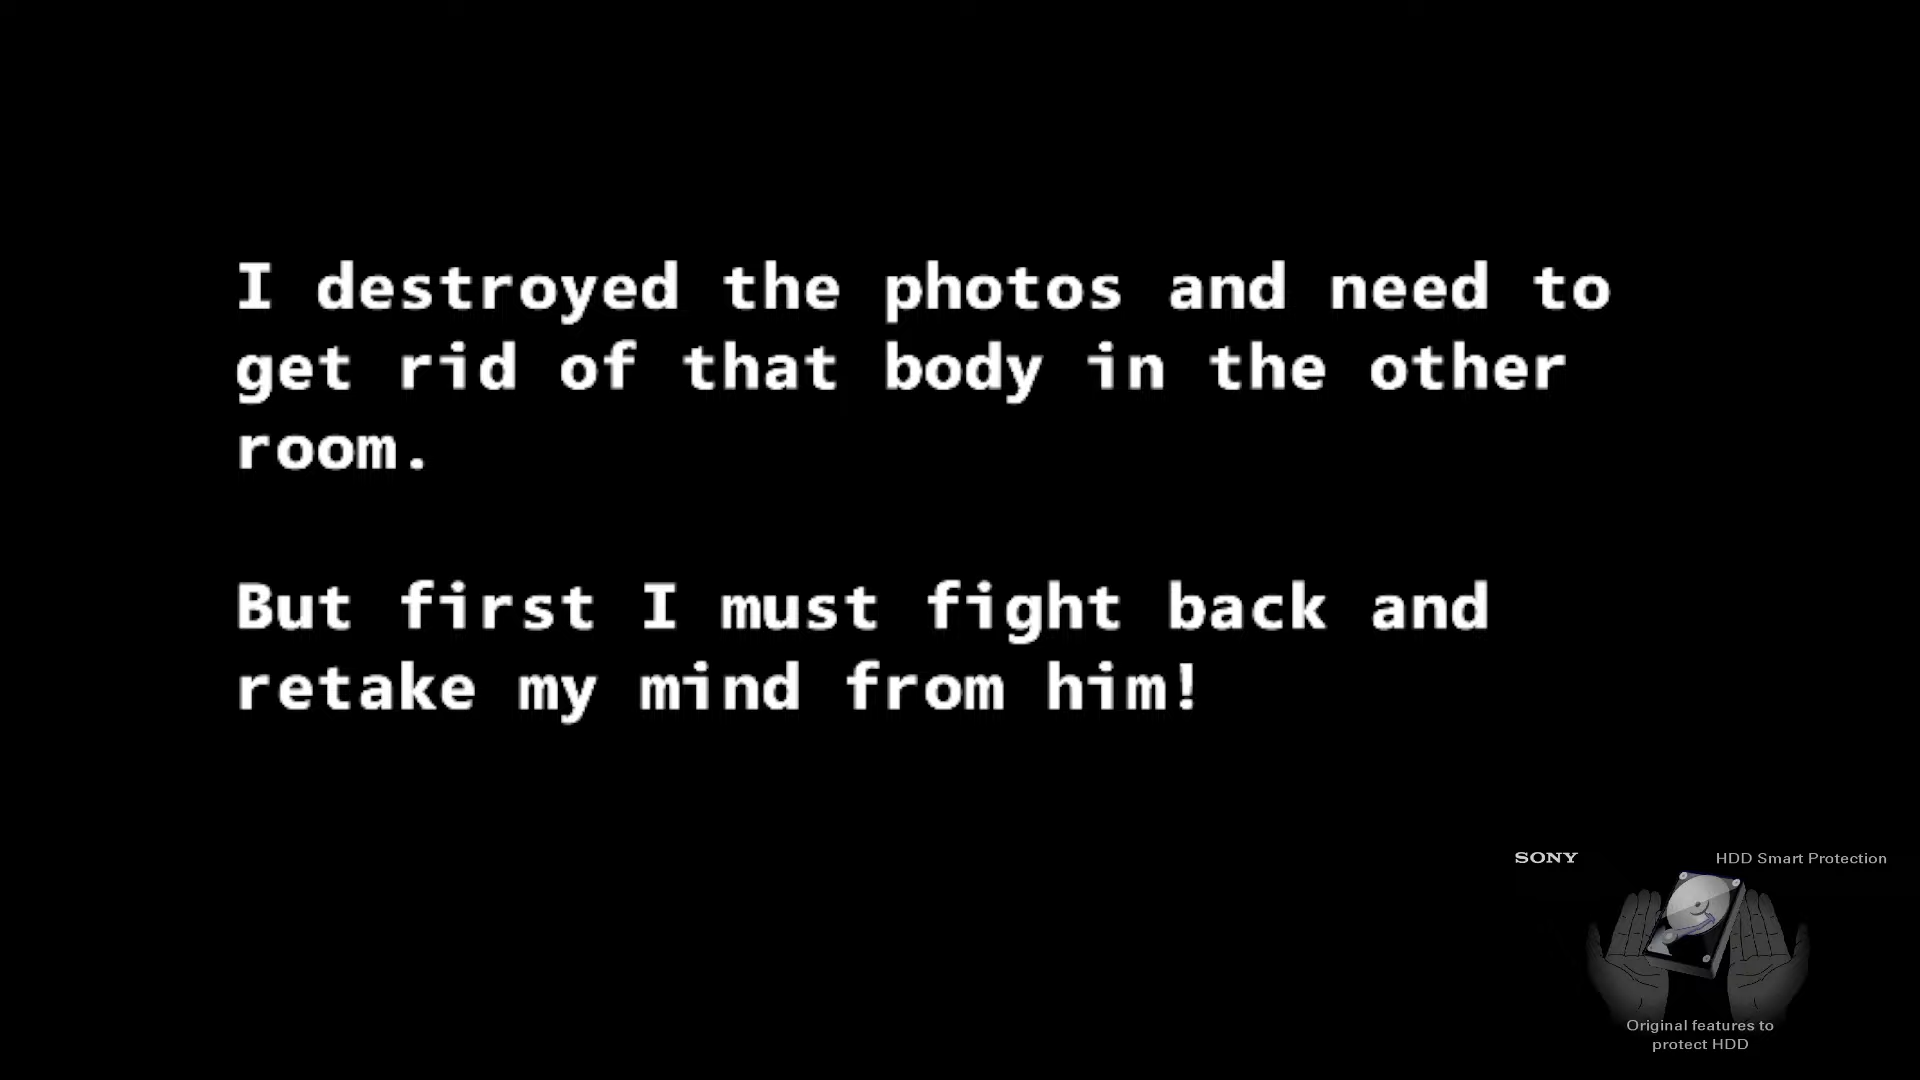 I destroyed the photos and need to
get rid of that body in the other
room.
But first I must fight back and
retake my mind from him!
SONY
HDD Smart Protection
Original features to
protect HDD